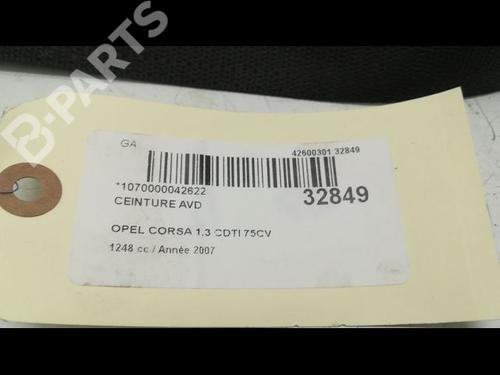 B-PARTS
GA
42600301 32849
*1070000042622
32849
CEINTURE AVD
OPEL CORSA 1.3 CDTI 75CV
1248 cc / Année 2007